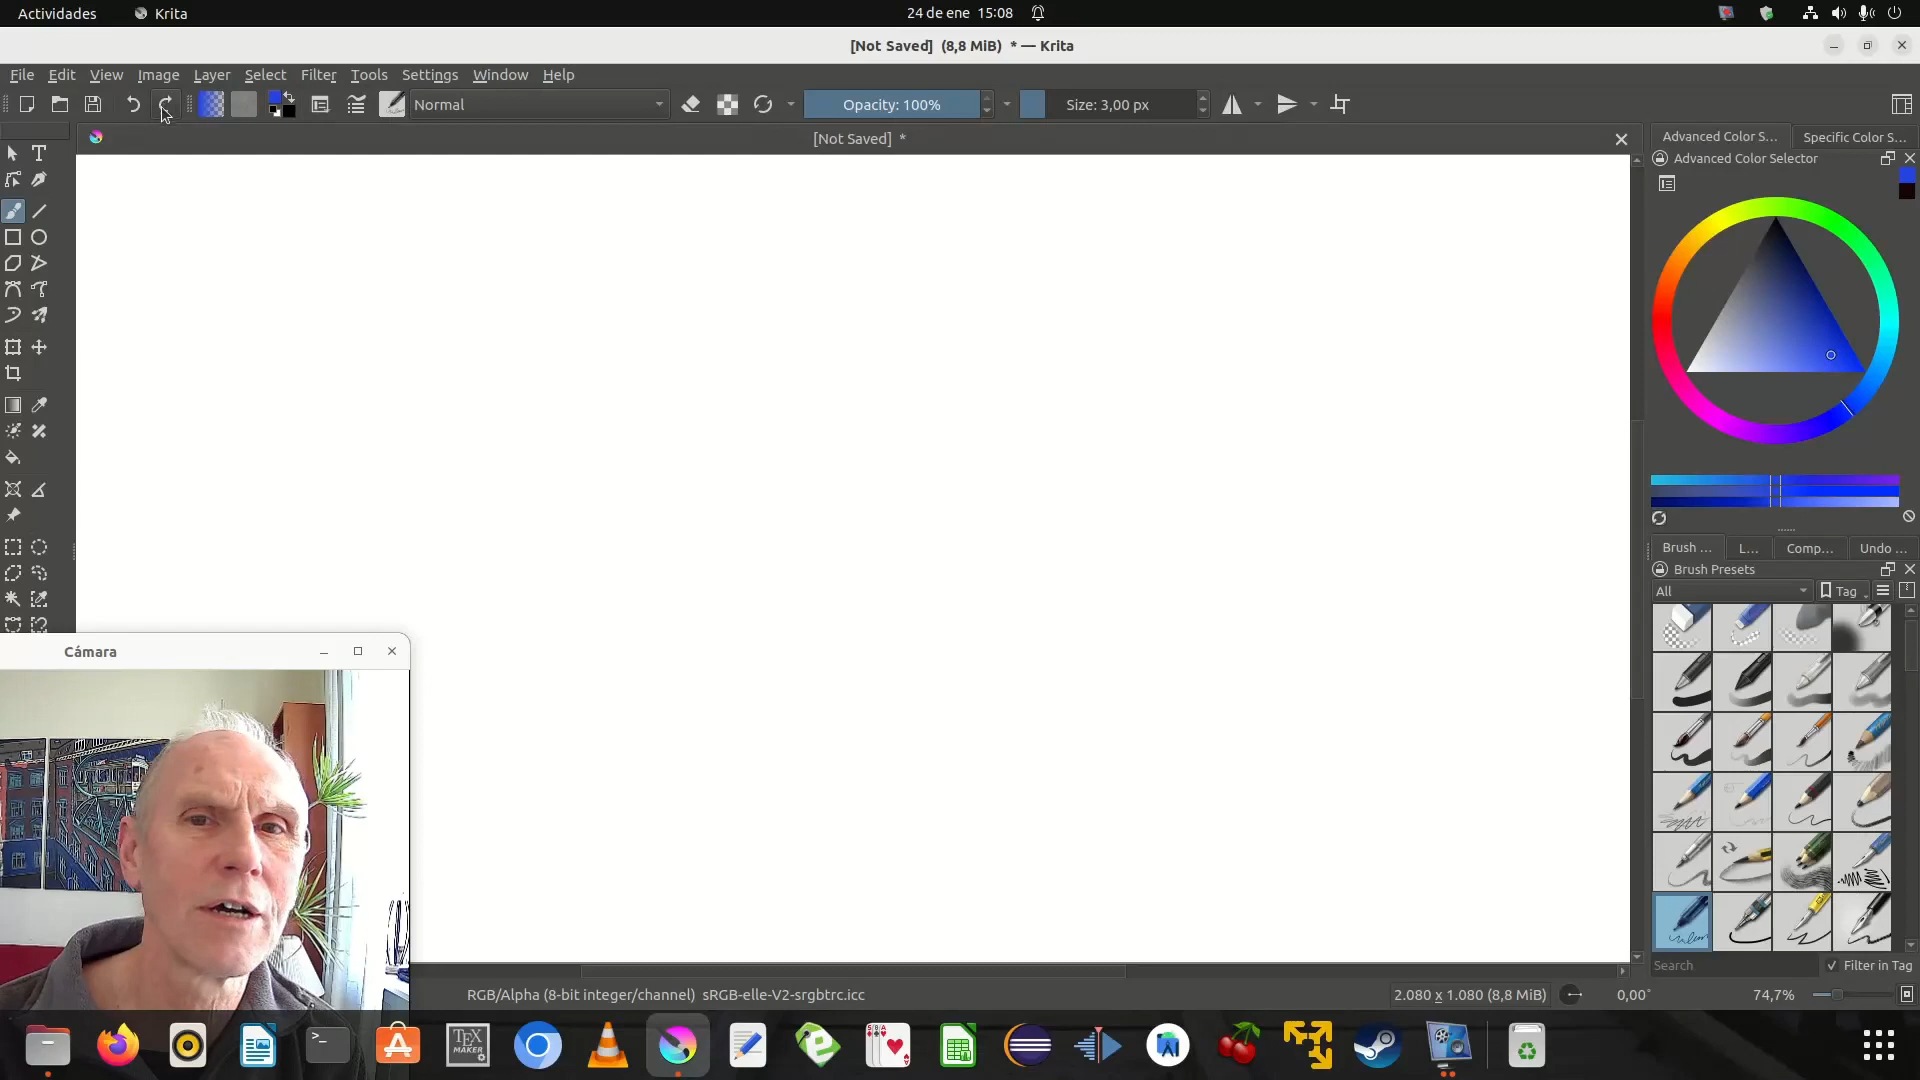 Actividades Krita 24 de ene 15:08
[Not Saved] (8,8 MiB) * — Krita
File Edit View Image Layer Select Filter Tools Settings Window Help
Normal Opacity: 100% Size: 3,00 px
[Not Saved] *
Advanced Color S... Specific Color S...
Advanced Color Selector
Brush ... L... Comp... Undo ...
Brush Presets
All Tag
Cámara
Search Filter in Tag
RGB/Alpha (8-bit integer/channel) sRGB-elle-V2-srgbtrc.icc 2.080 x 1.080 (8,8 MiB) 0,00° 74,7%
TEX
MAKER